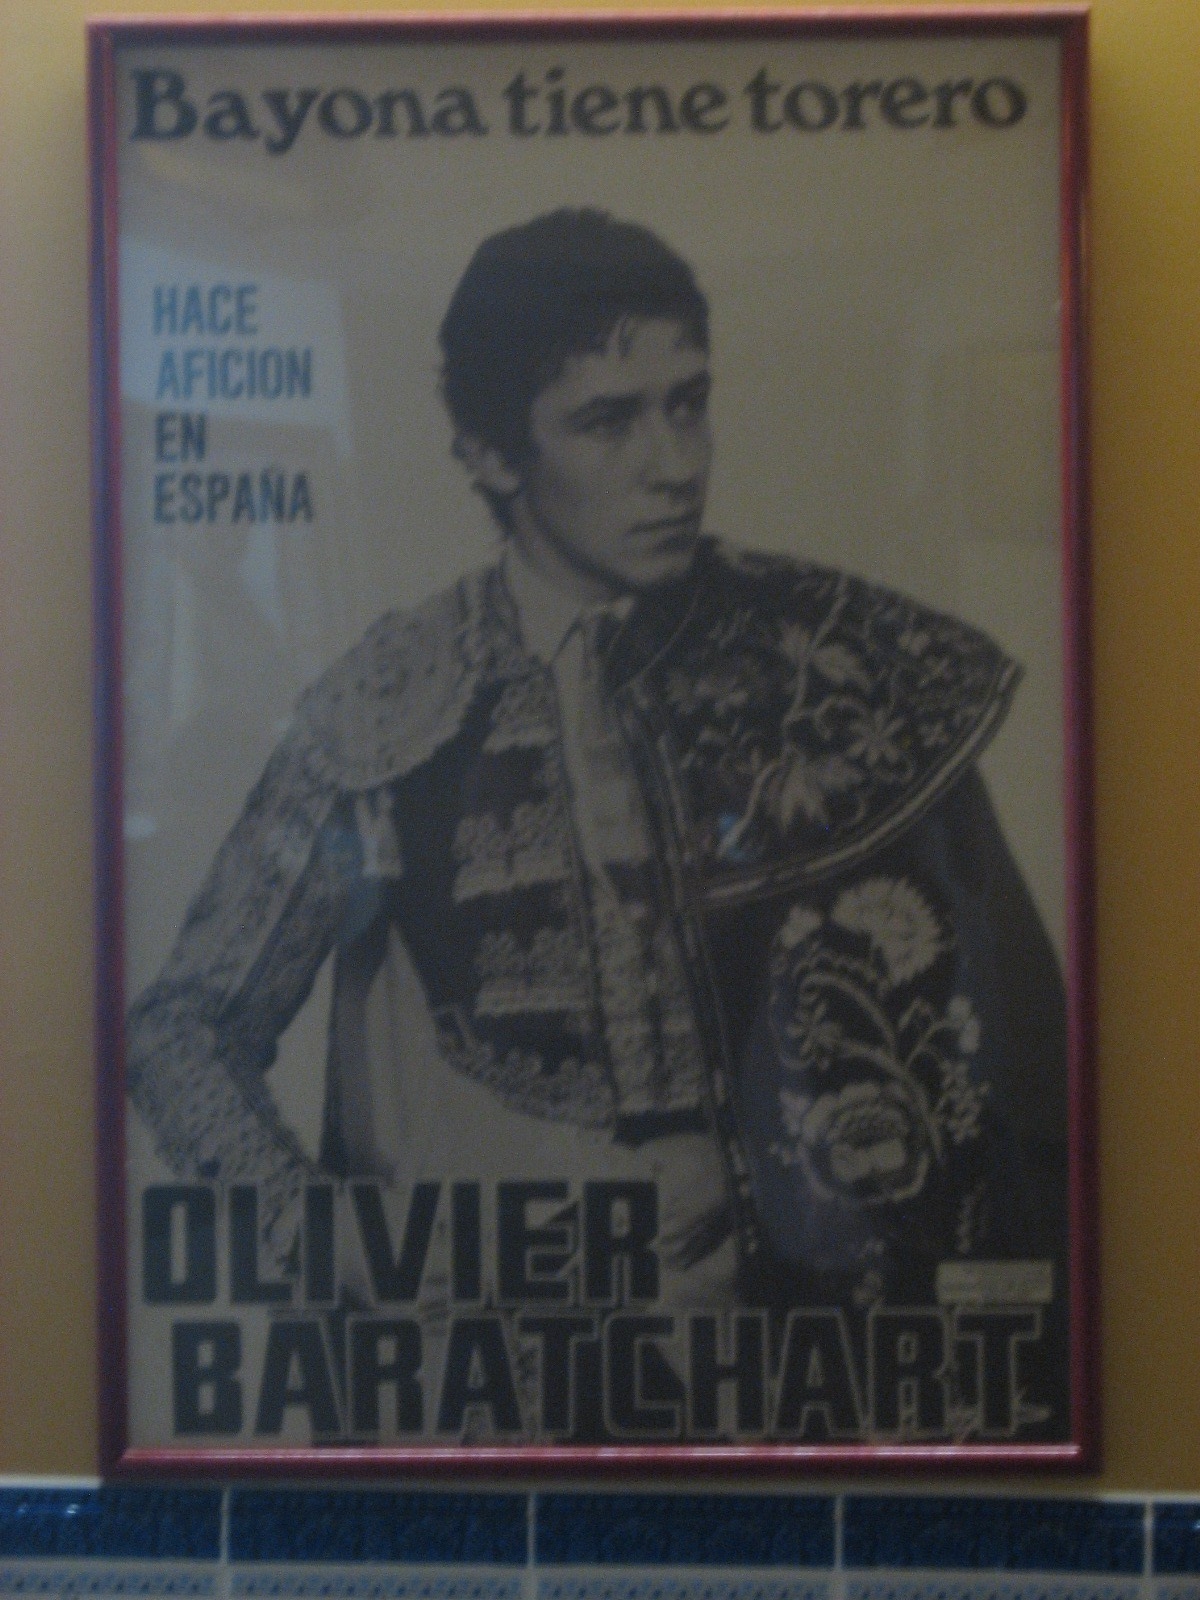 Bayona tiene torero
HACE
AFICION
EN
ESPAÑA
OLIVIER
BARATCHART